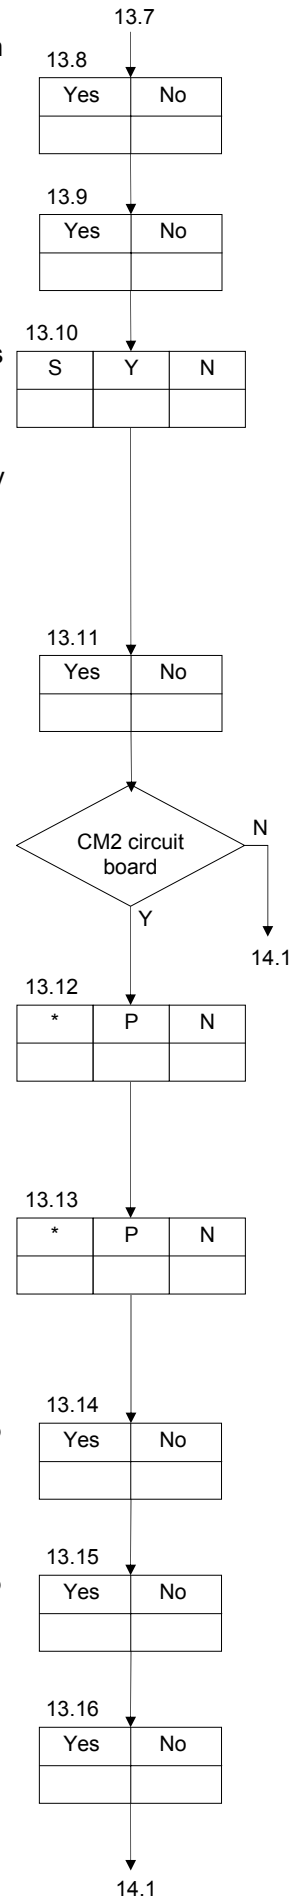 13.7
13.8
Yes No
13.9
Yes No
13.10
S Y N
13.11
Yes No
CM2 circuit
board
N
Y
14.1
13.12
* P N
13.13
* P N
13.14
Yes No
13.15
Yes No
13.16
Yes No
14.1